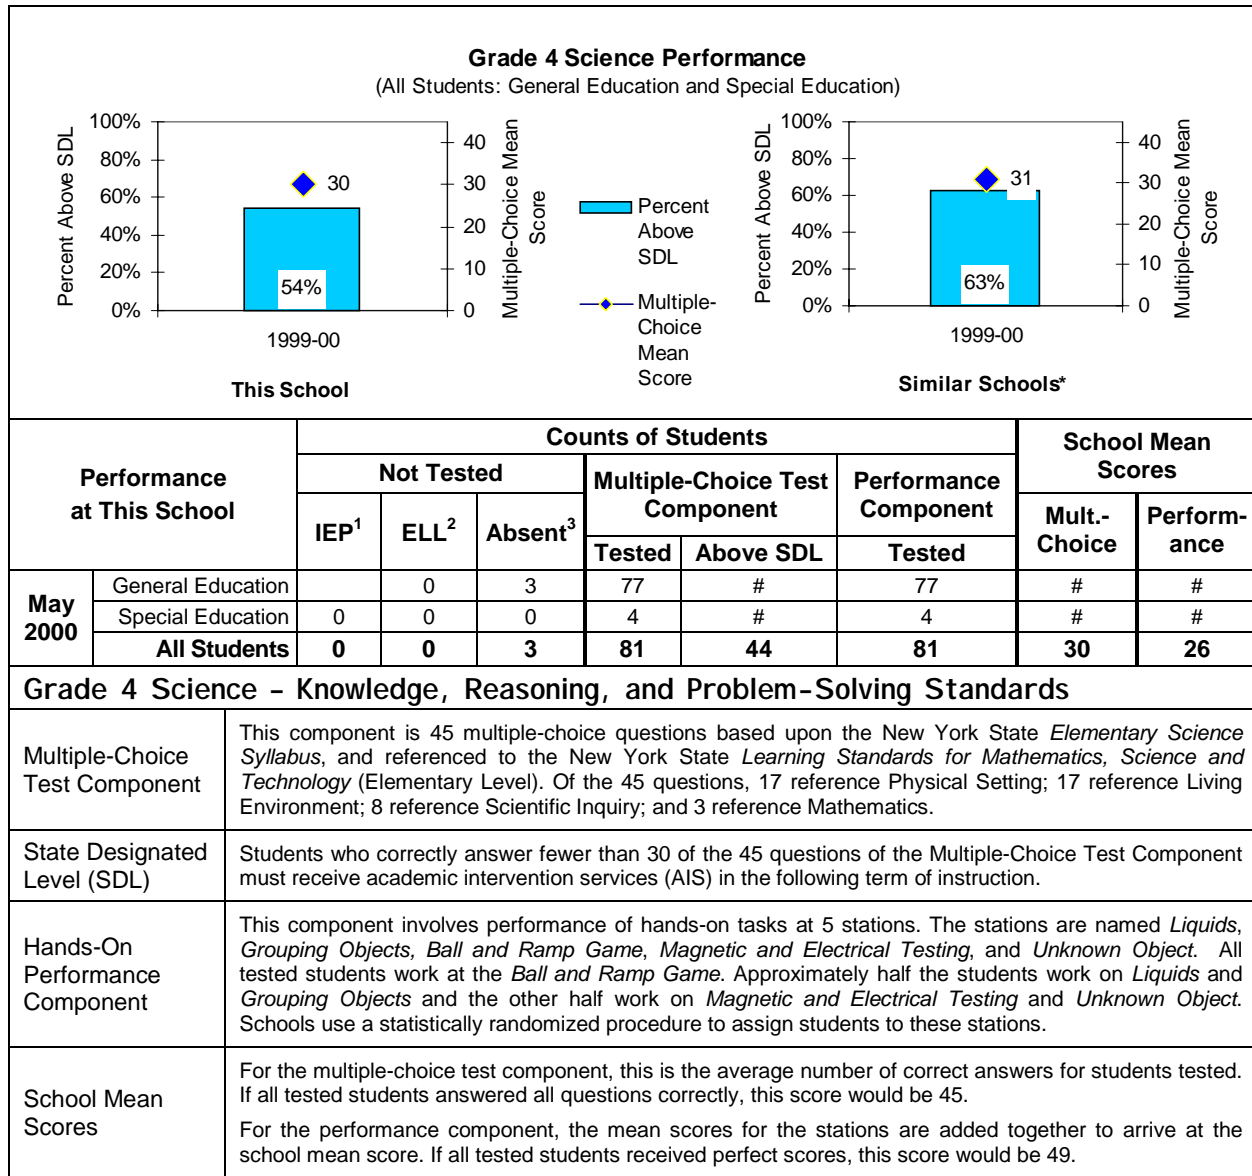 Grade 4 Science Performance
(All Students: General Education and Special Education)
Percent Above SDL
100%
80%
60%
40%
20%
0%
30
54%
40
30
20
10
0
Multiple-Choice Mean
Score
1999-00
This School
Percent
Above
SDL
Multiple-
Choice
Mean
Score
Percent Above SDL
100%
80%
60%
40%
20%
0%
31
63%
40
30
20
10
0
Multiple-Choice Mean
Score
1999-00
Similar Schools*
Performance
at This School
Counts of Students
School Mean
Scores
Not Tested
Multiple-Choice Test
Component
Performance
Component
IEP1 ELL2 Absent3
Tested Above SDL Tested
Mult.-
Choice
Perform-
ance
May
2000
General Education 0 3 77 # 77 # #
Special Education 0 0 0 4 # 4 # #
All Students 0 0 3 81 44 81 30 26
Grade 4 Science – Knowledge, Reasoning, and Problem-Solving Standards
Multiple-Choice
Test Component
This component is 45 multiple-choice questions based upon the New York State Elementary Science
Syllabus, and referenced to the New York State Learning Standards for Mathematics, Science and
Technology (Elementary Level). Of the 45 questions, 17 reference Physical Setting; 17 reference Living
Environment; 8 reference Scientific Inquiry; and 3 reference Mathematics.
State Designated
Level (SDL)
Students who correctly answer fewer than 30 of the 45 questions of the Multiple-Choice Test Component
must receive academic intervention services (AIS) in the following term of instruction.
Hands-On
Performance
Component
This component involves performance of hands-on tasks at 5 stations. The stations are named Liquids,
Grouping Objects, Ball and Ramp Game, Magnetic and Electrical Testing, and Unknown Object. All
tested students work at the Ball and Ramp Game. Approximately half the students work on Liquids and
Grouping Objects and the other half work on Magnetic and Electrical Testing and Unknown Object.
Schools use a statistically randomized procedure to assign students to these stations.
School Mean
Scores
For the multiple-choice test component, this is the average number of correct answers for students tested.
If all tested students answered all questions correctly, this score would be 45.
For the performance component, the mean scores for the stations are added together to arrive at the
school mean score. If all tested students received perfect scores, this score would be 49.